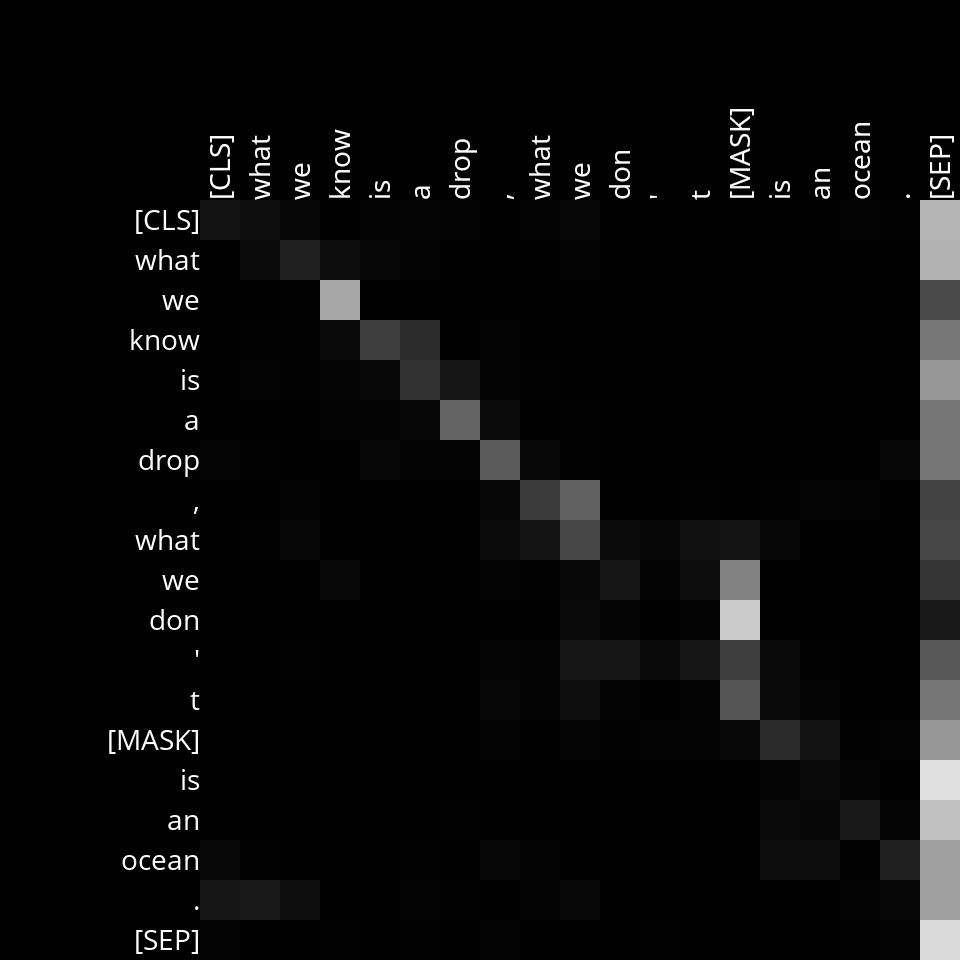 [CLS] what we know is a drop , what we don ' t [MASK] is an ocean . [SEP]
[CLS]
what
we
know
is
a
drop
,
what
we
don
'
t
[MASK]
is
an
ocean
.
[SEP]